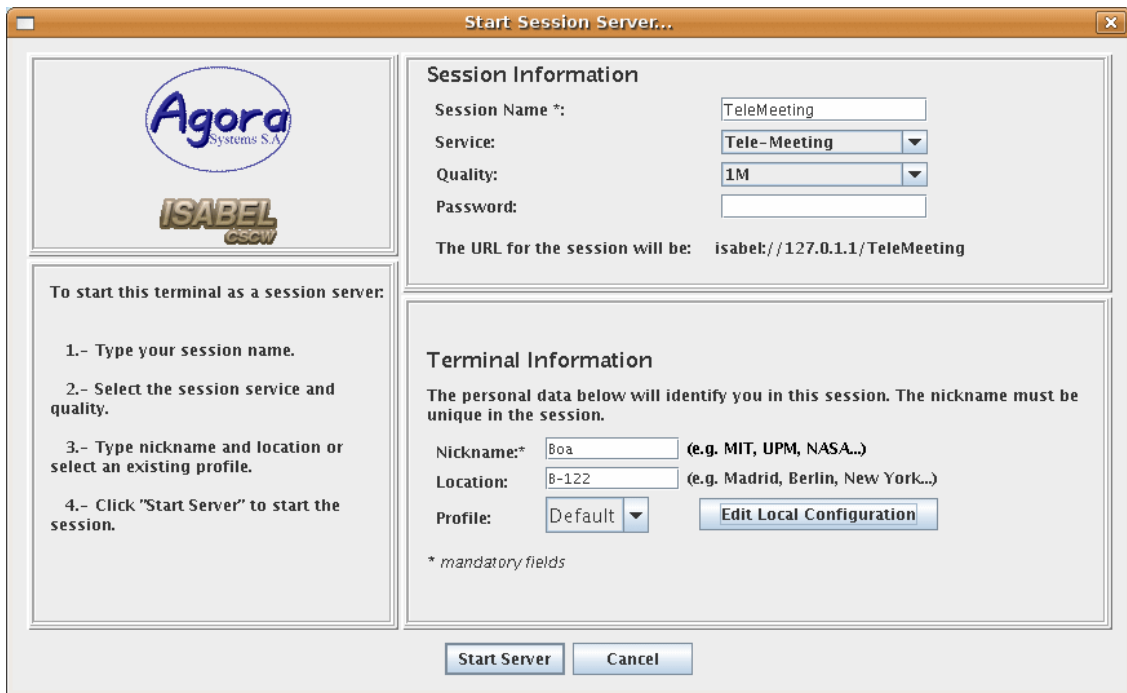 Start Session Server...
Agora
Systems S.A
ISABEL
CSCW
To start this terminal as a session server:
1.- Type your session name.
2.- Select the session service and
quality.
3.- Type nickname and location or
select an existing profile.
4.- Click "Start Server" to start the
session.
Session Information
Session Name *: TeleMeeting
Service: Tele-Meeting
Quality: 1M
Password:
The URL for the session will be: isabel://127.0.1.1/TeleMeeting
Terminal Information
The personal data below will identify you in this session. The nickname must be
unique in the session.
Nickname:* Boa (e.g. MIT, UPM, NASA...)
Location: B-122 (e.g. Madrid, Berlin, New York...)
Profile: Default Edit Local Configuration
* mandatory fields
Start Server Cancel